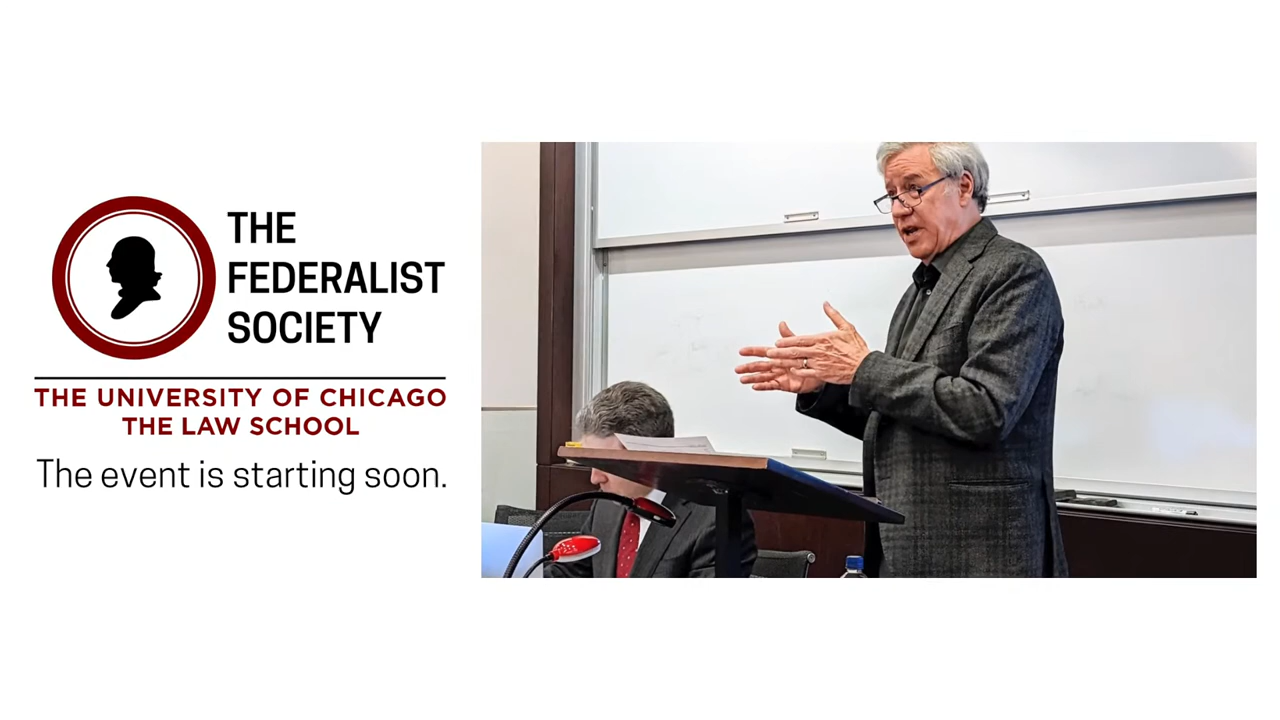 THE
FEDERALIST
SOCIETY
THE UNIVERSITY OF CHICAGO
THE LAW SCHOOL
The event is starting soon.